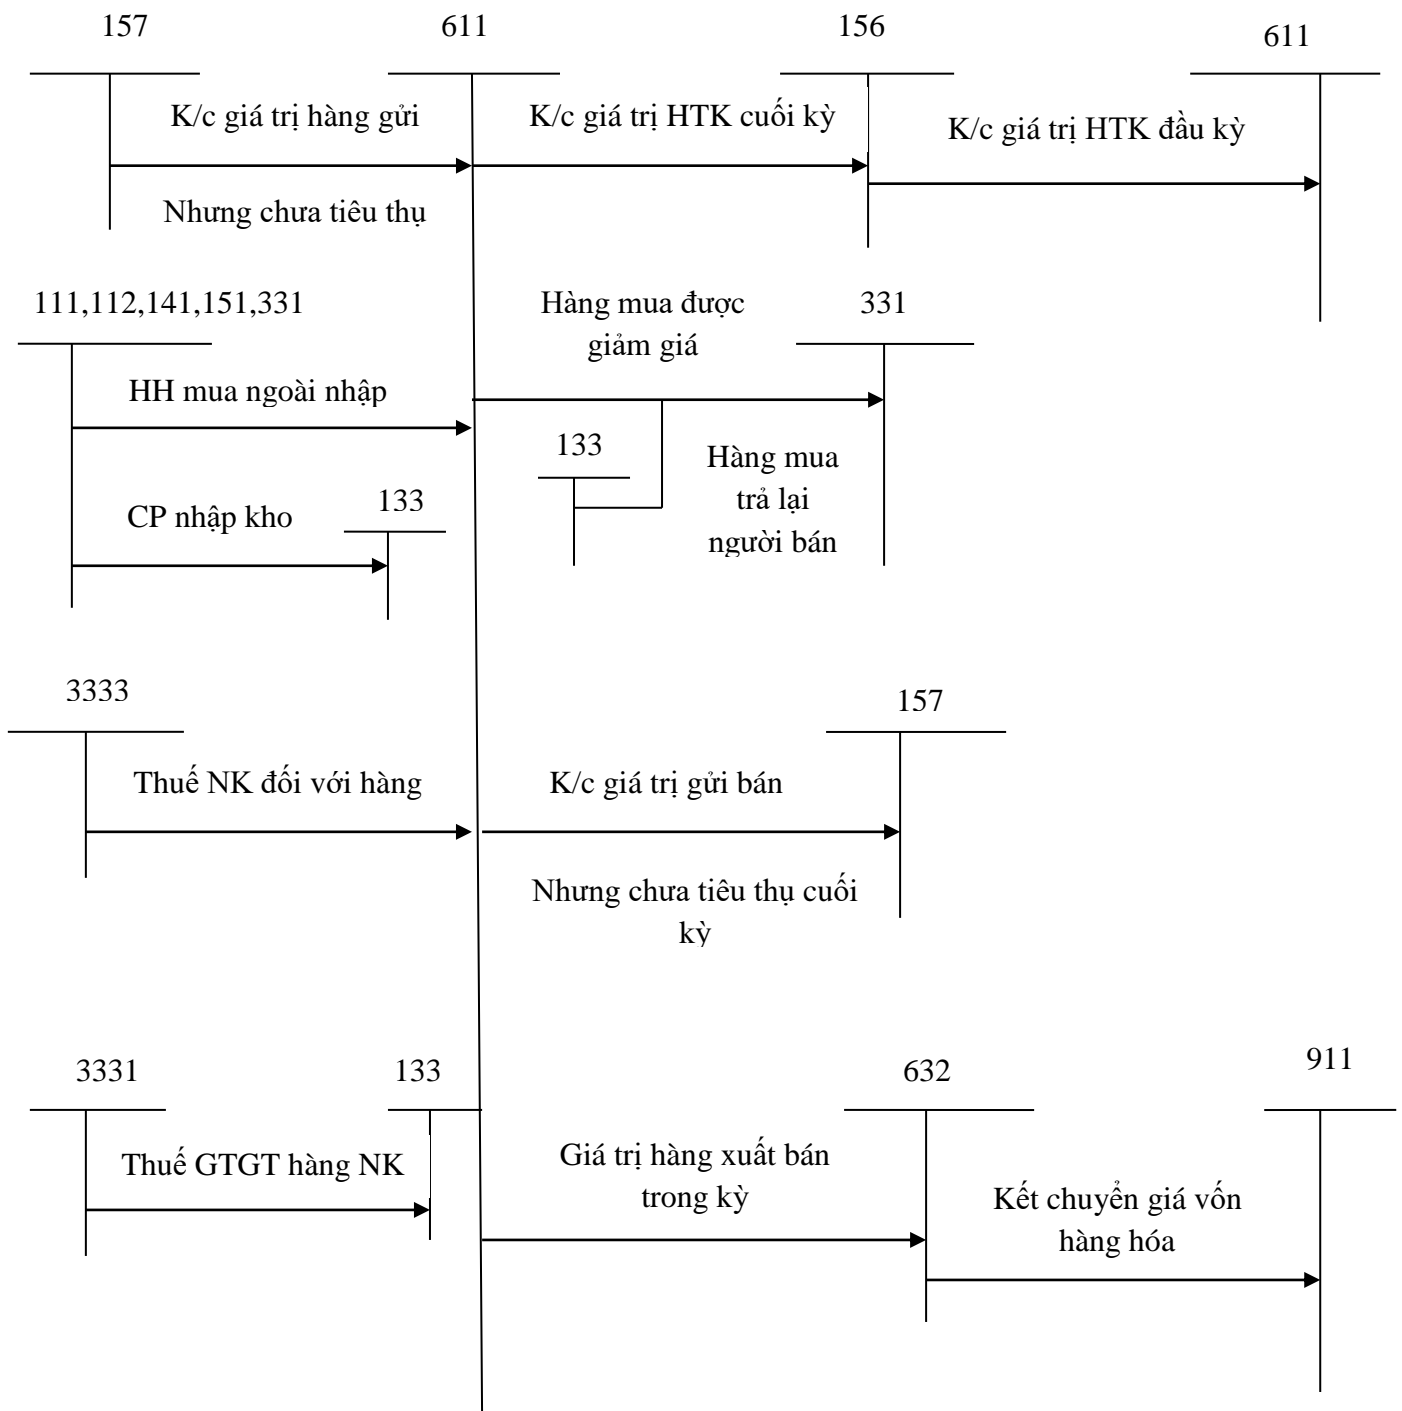 157
611
156
611
K/c giá trị hàng gửi
K/c giá trị HTK cuối kỳ
K/c giá trị HTK đầu kỳ
Nhưng chưa tiêu thụ
111,112,141,151,331
Hàng mua được
giảm giá
331
HH mua ngoài nhập
133
Hàng mua
trả lại
người bán
CP nhập kho
133
3333
157
Thuế NK đối với hàng
K/c giá trị gửi bán
Nhưng chưa tiêu thụ cuối
kỳ
3331
133
632
911
Thuế GTGT hàng NK
Giá trị hàng xuất bán
trong kỳ
Kết chuyển giá vốn
hàng hóa